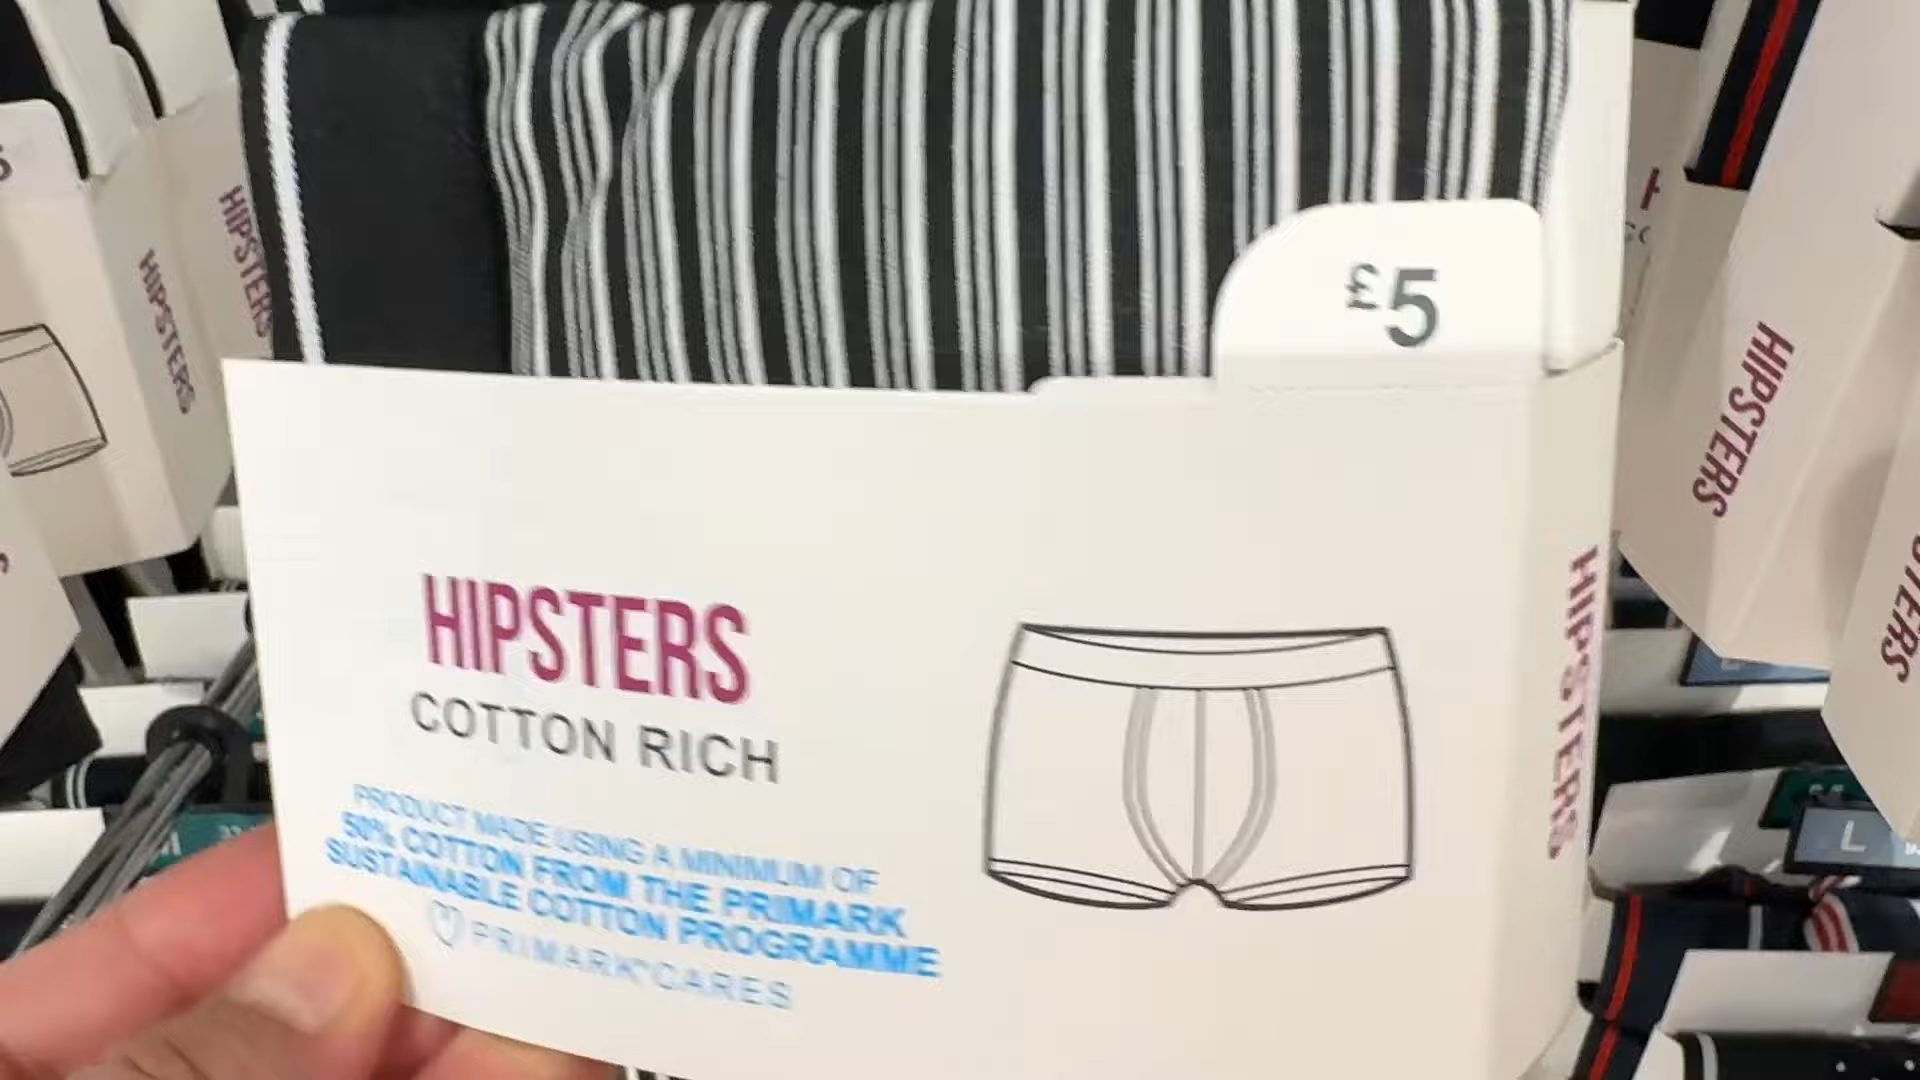 £5
HIPSTERS
COTTON RICH
PRODUCT MADE USING A MINIMUM OF
50% COTTON FROM THE PRIMARK
SUSTAINABLE COTTON PROGRAMME
PRIMARK CARES
HIPSTERS
HIPSTERS
HIPSTERS
HIPSTERS
L